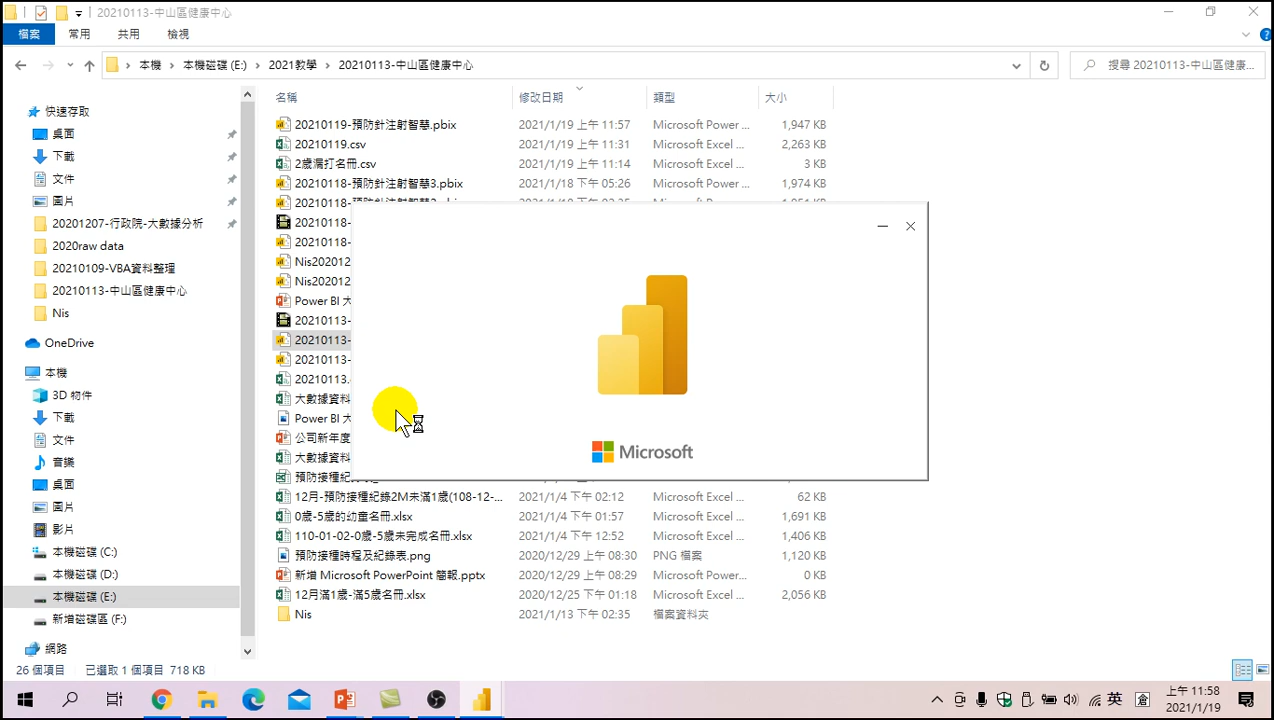 20210113-中山區健康中心
檔案 常用 共用 檢視
本機 本機磁碟 (E:) 2021教學 20210113-中山區健康中心
搜尋 20210113-中山區健康...
名稱 修改日期 類型 大小
快速存取
桌面
下載
文件
圖片
20201207-行政院-大數據分析
2020raw data
20210109-VBA資料整理
20210113-中山區健康中心
Nis
OneDrive
本機
3D 物件
下載
文件
音樂
桌面
圖片
影片
本機磁碟 (C:)
本機磁碟 (D:)
本機磁碟 (E:)
新增磁碟區 (F:)
網路
20210119-預防針注射智慧.pbix 2021/1/19 上午 11:57 Microsoft Power ... 1,947 KB
20210119.csv 2021/1/19 上午 11:31 Microsoft Excel ... 2,263 KB
2歲漏打名冊.csv 2021/1/19 上午 11:14 Microsoft Excel ... 3 KB
20210118-預防針注射智慧3.pbix 2021/1/18 下午 05:26 Microsoft Power ... 1,974 KB
20210118-
20210118-
Nis202012
Nis202012
Power BI 大
20210113-
20210113-
20210113-
20210113.
大數據資料
Power BI 大
公司新年度
大數據資料
預防接種紀
12月-預防接種紀錄2M未滿1歲(108-12-... 2021/1/4 下午 02:12 Microsoft Excel ... 62 KB
0歲-5歲的幼童名冊.xlsx 2021/1/4 下午 01:57 Microsoft Excel ... 1,691 KB
110-01-02-0歲-5歲未完成名冊.xlsx 2021/1/4 下午 12:52 Microsoft Excel ... 1,406 KB
預防接種時程及紀錄表.png 2020/12/29 上午 08:30 PNG 檔案 1,120 KB
新增 Microsoft PowerPoint 簡報.pptx 2020/12/29 上午 08:29 Microsoft Power... 0 KB
12月滿1歲-滿5歲名冊.xlsx 2020/12/25 下午 01:18 Microsoft Excel ... 2,056 KB
Nis 2021/1/13 下午 02:35 檔案資料夾
Microsoft
26 個項目 已選取 1 個項目 718 KB
英 倉
上午 11:58
2021/1/19